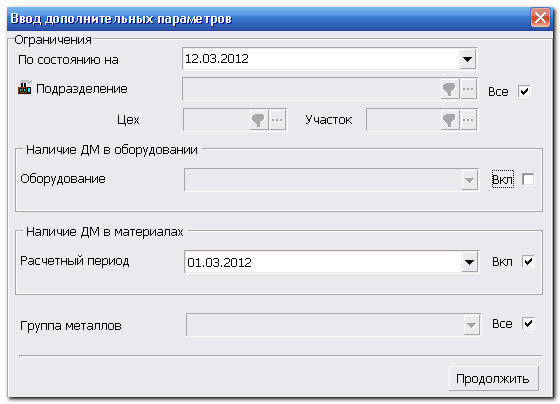 Ввод дополнительных параметров
Ограничения
По состоянию на 12.03.2012
Подразделение ... Все
Цех ... Участок ...
Наличие ДМ в оборудовании
Оборудование Вкл
Наличие ДМ в материалах
Расчетный период 01.03.2012 Вкл
Группа металлов Все
Продолжить